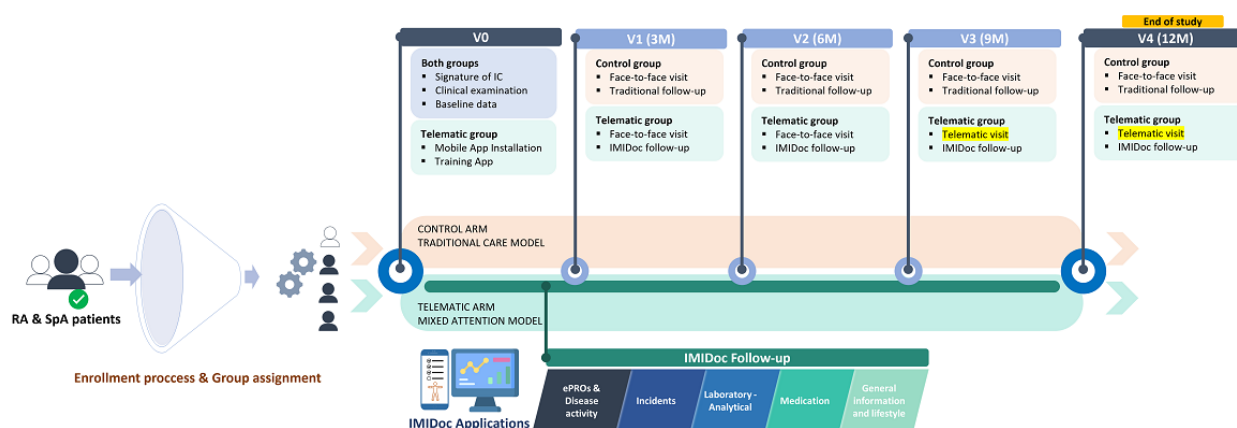 End of study
V0
V1 (3M)
V2 (6M)
V3 (9M)
V4 (12M)
Both groups
▪ Signature of IC
▪ Clinical examination
▪ Baseline data
Telematic group
▪ Mobile App Installation
▪ Training App
Control group
▪ Face-to-face visit
▪ Traditional follow-up
Telematic group
▪ Face-to-face visit
▪ IMIDoc follow-up
Control group
▪ Face-to-face visit
▪ Traditional follow-up
Telematic group
▪ Face-to-face visit
▪ IMIDoc follow-up
Control group
▪ Face-to-face visit
▪ Traditional follow-up
Telematic group
▪ Telematic visit
▪ IMIDoc follow-up
Control group
▪ Face-to-face visit
▪ Traditional follow-up
Telematic group
▪ Telematic visit
▪ IMIDoc follow-up
CONTROL ARM
TRADITIONAL CARE MODEL
TELEMATIC ARM
MIXED ATTENTION MODEL
RA & SpA patients
Enrollment proccess & Group assignment
IMIDoc Applications
IMIDoc Follow-up
ePROs &
Disease
activity
Incidents
Laboratory -
Analytical
Medication
General
information
and lifestyle